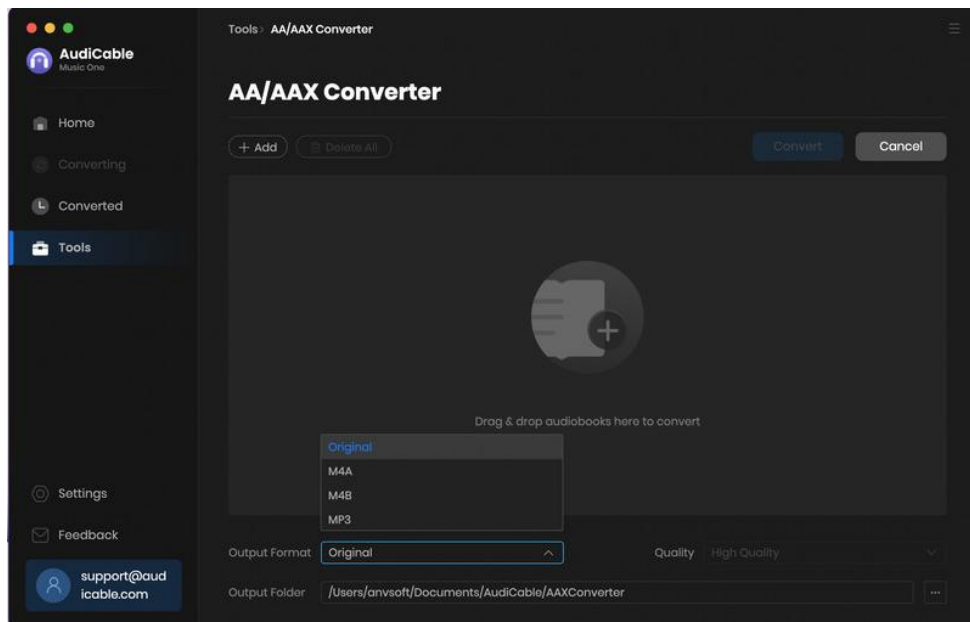 AudiCable
Music One
Home
Converting
Converted
Tools
Settings
Feedback
support@aud
icable.com
Tools › AA/AAX Converter
AA/AAX Converter
+ Add
Delete All
Convert
Cancel
Drag & drop audiobooks here to convert
Original
M4A
M4B
MP3
Output Format
Original
Quality
High Quality
Output Folder
/Users/anvsoft/Documents/AudiCable/AAXConverter
...